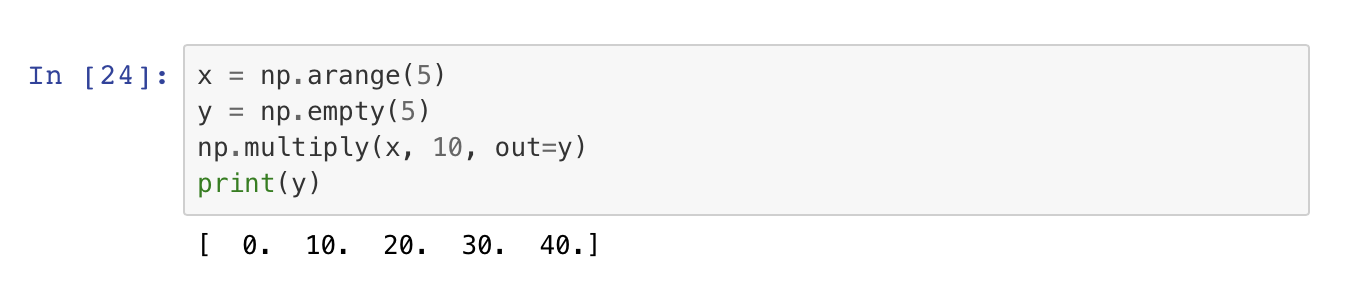 In [24]: x = np.arange(5)
y = np.empty(5)
np.multiply(x, 10, out=y)
print(y)
[  0.  10.  20.  30.  40.]